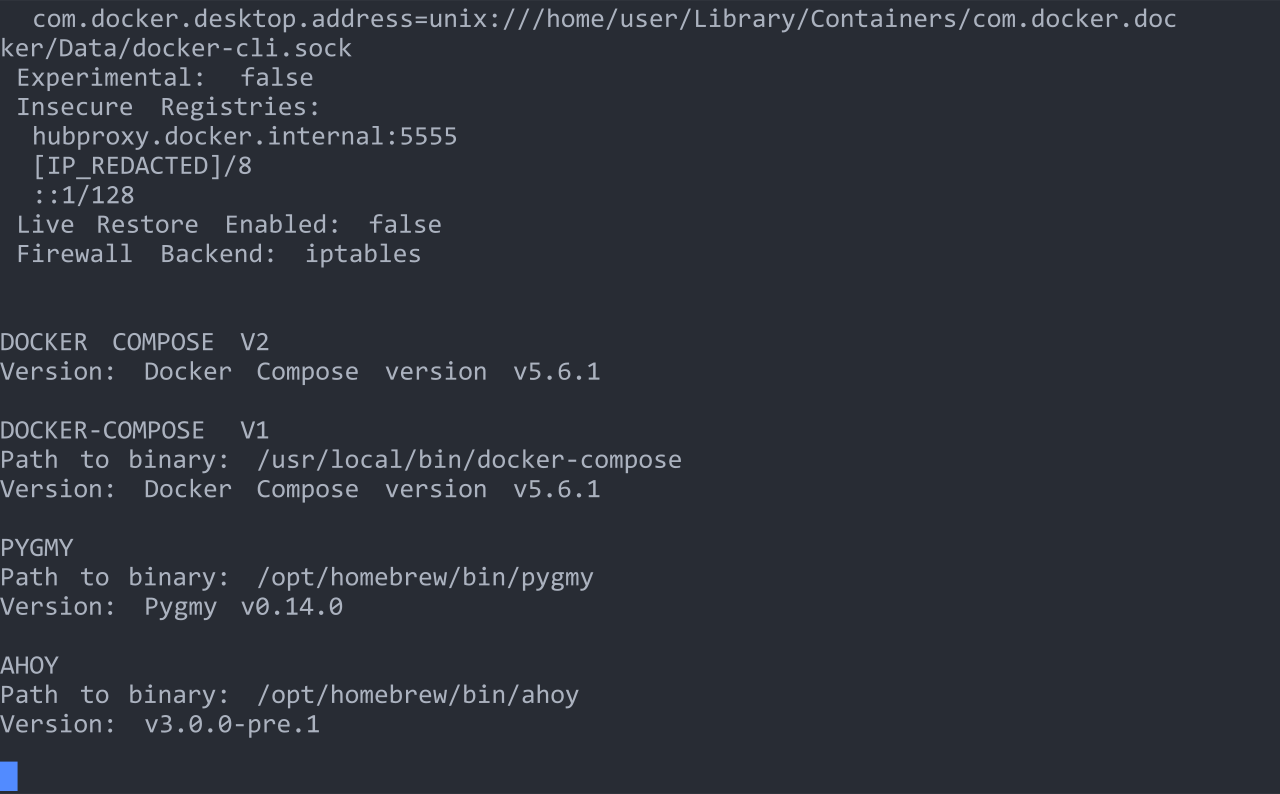 com.docker.desktop.address=unix:///home/user/Library/Containers/com.docker.doc
ker/Data/docker-cli.sock
Experimental: false
Insecure Registries:
hubproxy.docker.internal:5555
[IP_REDACTED]/8
::1/128
Live Restore Enabled: false
Firewall Backend: iptables
DOCKER COMPOSE V2
Version: Docker Compose version v5.6.1
DOCKER-COMPOSE V1
Path to binary: /usr/local/bin/docker-compose
Version: Docker Compose version v5.6.1
PYGMY
Path to binary: /opt/homebrew/bin/pygmy
Version: Pygmy v0.14.0
AHOY
Path to binary: /opt/homebrew/bin/ahoy
Version: v3.0.0-pre.1